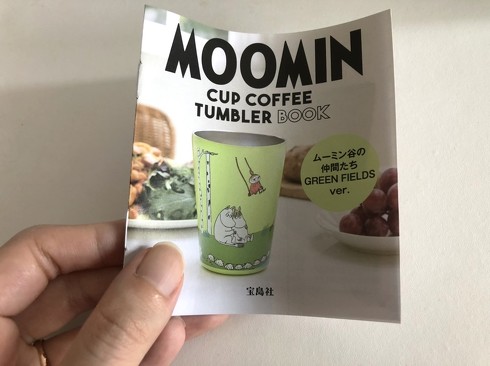 MOOMIN
CUP COFFEE
TUMBLER BOOK
ムーミン谷の
仲間たち
GREEN FIELDS
ver.
宝島社